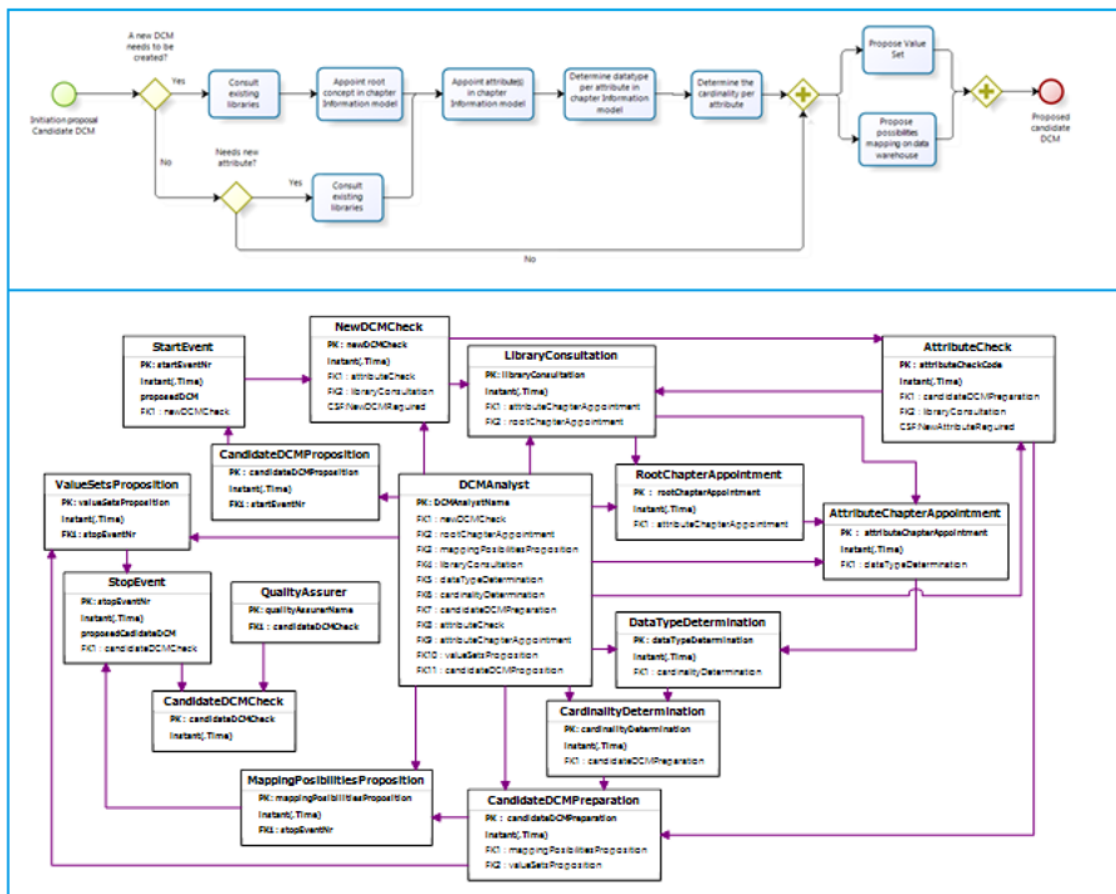 A new DCM
needs to be
created?
Yes
Consult
existing
libraries
Appoint root
concept in chapter
Information model
Appoint attribute(s)
in chapter
Information model
Determine datatype
per attribute in
chapter Information
model
Determine the
cardinality per
attribute
Propose Value
Set
Propose
possibilities
mapping on data
warehouse
Initiation proposal
Candidate DCM
Proposed
candidate
DCM
No
Needs new
attribute?
Yes
Consult
existing
libraries
No
StartEvent
PK: startEventNr
Instant(.Time)
proposedDCM
FK1 : newDCMCheck
NewDCMCheck
PK : newDCMCheck
Instant(.Time)
FK1 : attributeCheck
FK2 : libraryConsultation
CSF:NewDCMRequired
LibraryConsultation
PK: libraryConsultation
Instant(.Time)
FK1 : attributeChapterAppointment
FK2 : rootChapterAppointment
AttributeCheck
PK : attributeCheckCode
Instant(.Time)
FK1 : candidateDCMPreparation
FK2 : libraryConsultation
CSF:NewAttributeRequired
CandidateDCMProposition
PK : candidateDCMProposition
Instant(.Time)
FK1 : startEventNr
ValueSetsProposition
PK: valueSetsProposition
Instant(.Time)
FK1 : stopEventNr
DCMAnalyst
PK: DCMAnalystName
FK1 : newDCMCheck
FK2 : rootChapterAppointment
FK3 : mappingPosibilitiesProposition
FK4 : libraryConsultation
FK5 : dataTypeDetermination
FK6 : cardinalityDetermination
FK7 : candidateDCMPreparation
FK8 : attributeCheck
FK9 : attributeChapterAppointment
FK10 : valueSetsProposition
FK11 : candidateDCMProposition
RootChapterAppointment
PK : rootChapterAppointment
Instant(.Time)
FK1 : attributeChapterAppointment
AttributeChapterAppointment
PK : attributeChapterAppointment
Instant(.Time)
FK1 : dataTypeDetermination
StopEvent
PK: stopEventNr
Instant(.Time)
proposedCadidateDCM
FK1 : candidateDCMCheck
QualityAssurer
PK: qualityAssurerName
FK1 : candidateDCMCheck
DataTypeDetermination
PK : dataTypeDetermination
Instant(.Time)
FK1 : cardinalityDetermination
CandidateDCMCheck
PK : candidateDCMCheck
Instant(.Time)
CardinalityDetermination
PK : cardinalityDetermination
Instant(.Time)
FK1 : candidateDCMPreparation
MappingPosibilitiesProposition
PK: mappingPosibilitiesProposition
Instant(.Time)
FK1 : stopEventNr
CandidateDCMPreparation
PK : candidateDCMPreparation
Instant(.Time)
FK1 : mappingPosibilitiesProposition
FK2 : valueSetsProposition